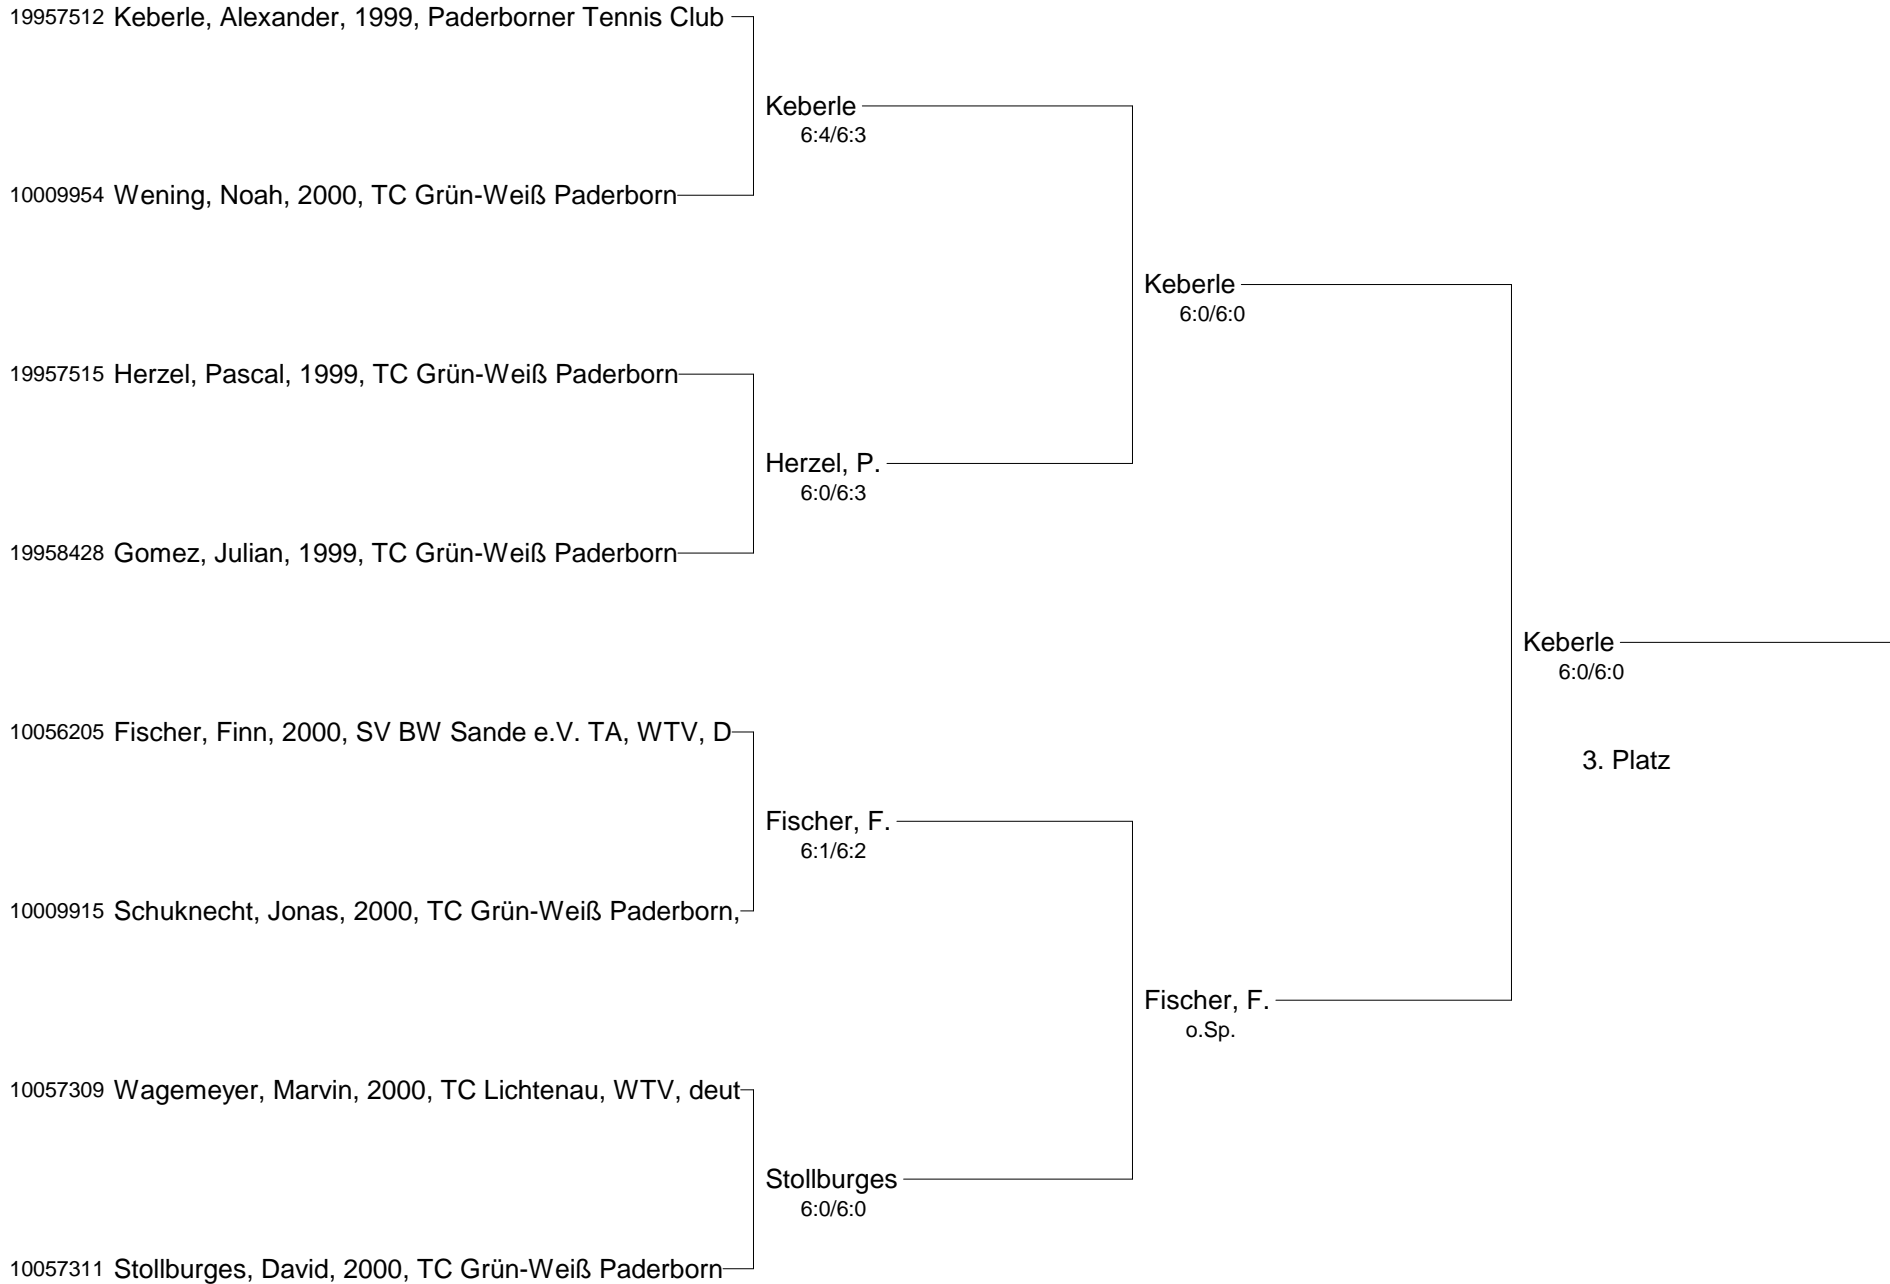 19957512 Keberle, Alexander, 1999, Paderborner Tennis Club
Keberle
6:4/6:3
10009954 Wening, Noah, 2000, TC Grün-Weiß Paderborn
Keberle
6:0/6:0
19957515 Herzel, Pascal, 1999, TC Grün-Weiß Paderborn
Herzel, P.
6:0/6:3
19958428 Gomez, Julian, 1999, TC Grün-Weiß Paderborn
Keberle
6:0/6:0
10056205 Fischer, Finn, 2000, SV BW Sande e.V. TA, WTV, D
3. Platz
Fischer, F.
6:1/6:2
10009915 Schuknecht, Jonas, 2000, TC Grün-Weiß Paderborn,
Fischer, F.
o.Sp.
10057309 Wagemeyer, Marvin, 2000, TC Lichtenau, WTV, deut
Stollburges
6:0/6:0
10057311 Stollburges, David, 2000, TC Grün-Weiß Paderborn